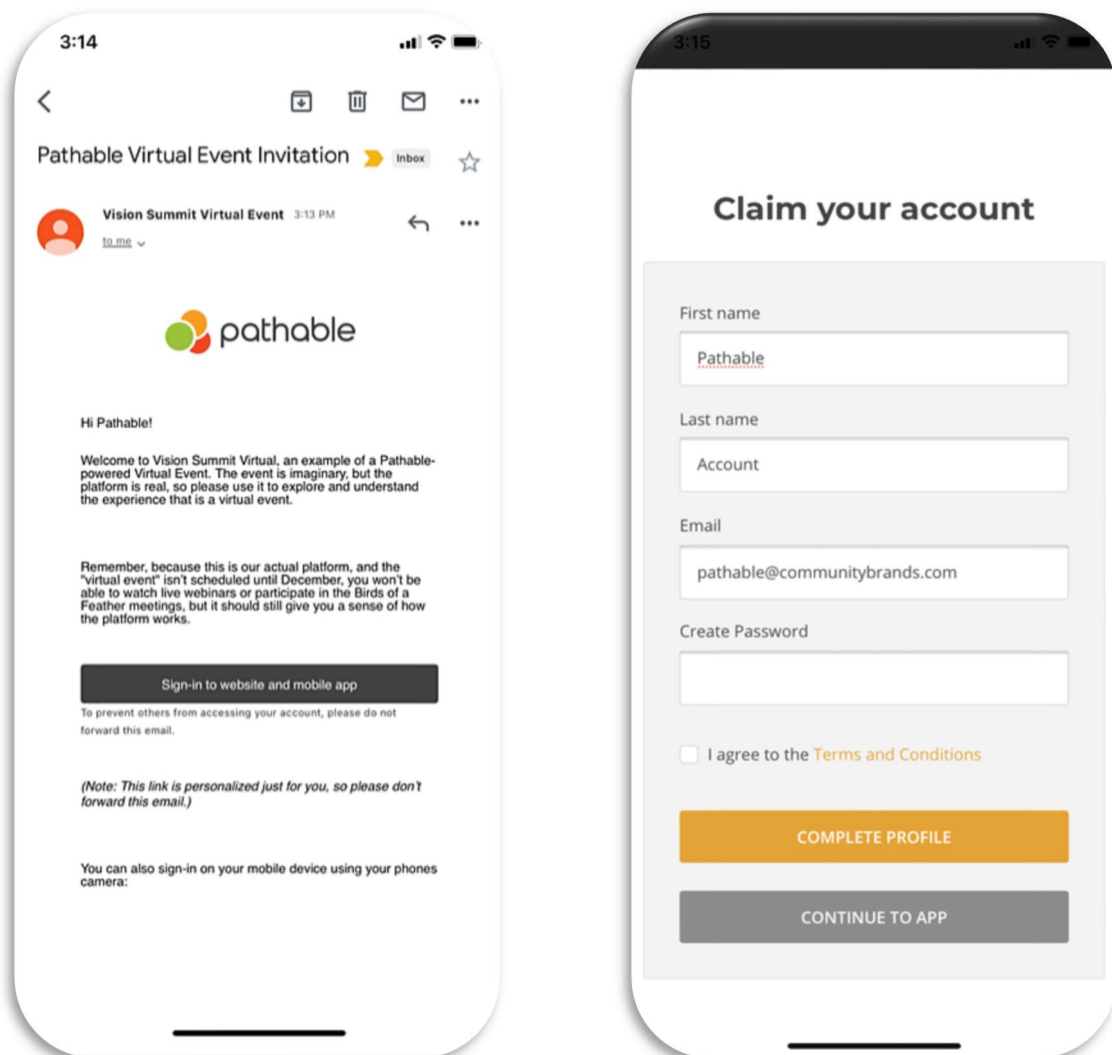 3:14
Pathable Virtual Event Invitation Inbox
Vision Summit Virtual Event 3:13 PM
to me
pathable
Hi Pathable!
Welcome to Vision Summit Virtual, an example of a Pathable-
powered Virtual Event. The event is imaginary, but the
platform is real, so please use it to explore and understand
the experience that is a virtual event.
Remember, because this is our actual platform, and the
"virtual event" isn't scheduled until December, you won't be
able to watch live webinars or participate in the Birds of a
Feather meetings, but it should still give you a sense of how
the platform works.
Sign-in to website and mobile app
To prevent others from accessing your account, please do not
forward this email.
(Note: This link is personalized just for you, so please don't
forward this email.)
You can also sign-in on your mobile device using your phones
camera:
3:15
Claim your account
First name
Pathable
Last name
Account
Email
pathable@communitybrands.com
Create Password
I agree to the Terms and Conditions
COMPLETE PROFILE
CONTINUE TO APP